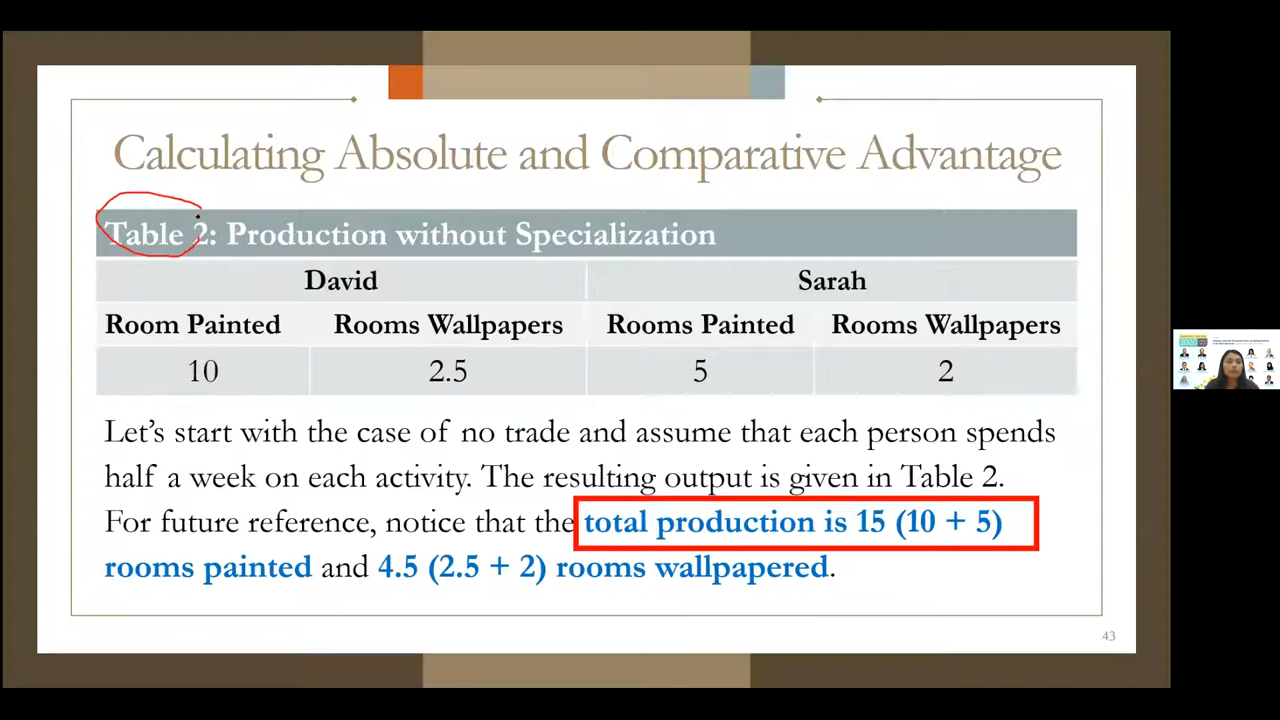 Calculating Absolute and Comparative Advantage
Table 2: Production without Specialization
David Sarah
Room Painted Rooms Wallpapers Rooms Painted Rooms Wallpapers
10 2.5 5 2
Let’s start with the case of no trade and assume that each person spends
half a week on each activity. The resulting output is given in Table 2.
For future reference, notice that the total production is 15 (10 + 5)
rooms painted and 4.5 (2.5 + 2) rooms wallpapered.
43